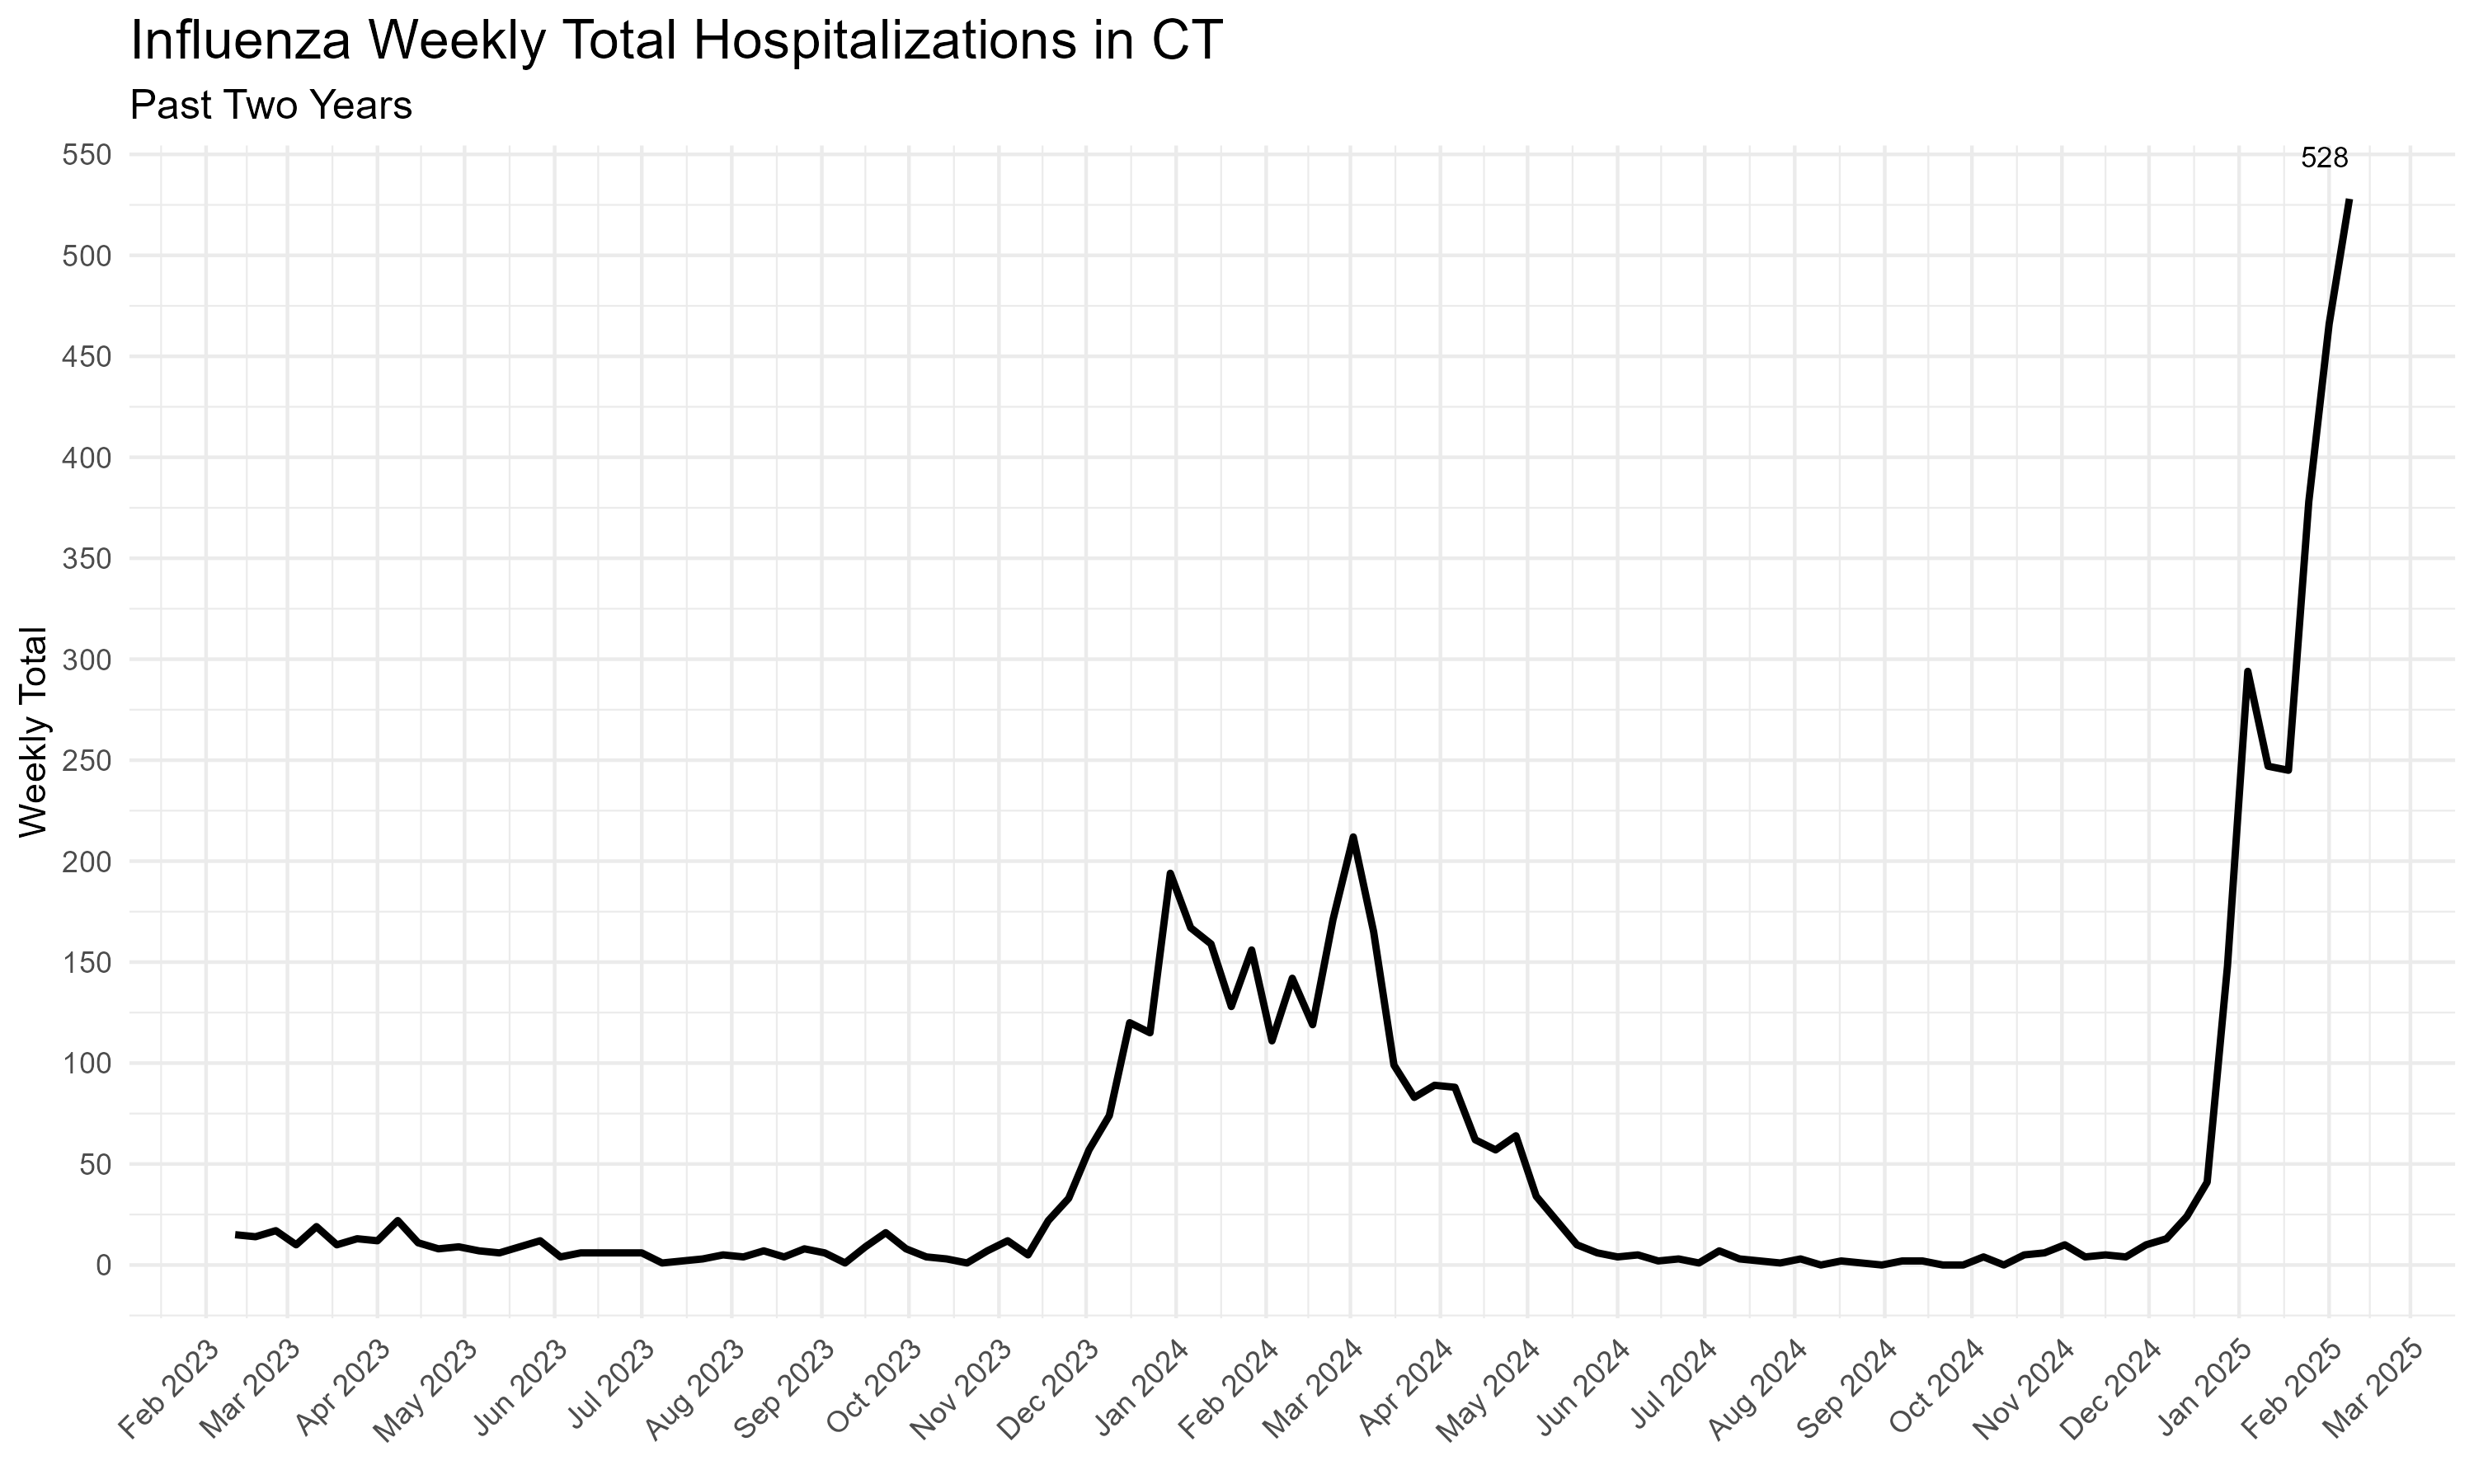 Influenza Weekly Total Hospitalizations in CT
Past Two Years
528
550
500
450
400
350
300
250
200
150
100
50
0
Weekly Total
Feb 2023
Mar 2023
Apr 2023
May 2023
Jun 2023
Jul 2023
Aug 2023
Sep 2023
Oct 2023
Nov 2023
Dec 2023
Jan 2024
Feb 2024
Mar 2024
Apr 2024
May 2024
Jun 2024
Jul 2024
Aug 2024
Sep 2024
Oct 2024
Nov 2024
Dec 2024
Jan 2025
Feb 2025
Mar 2025